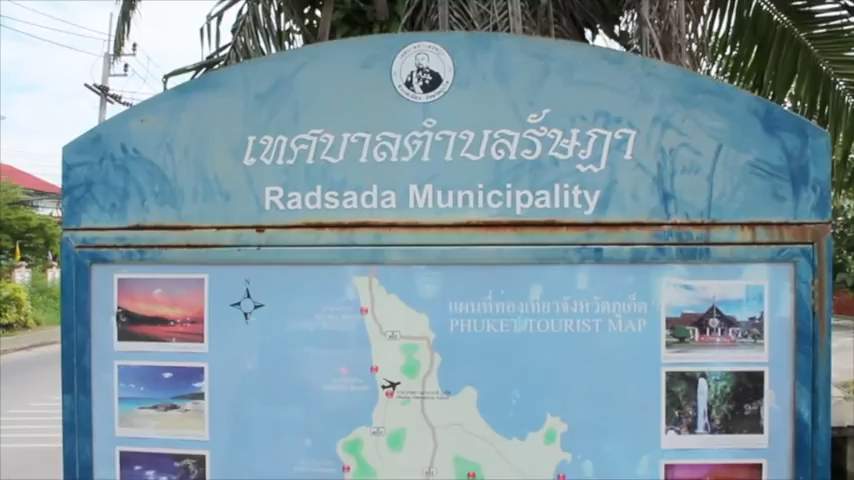 เทศบาลตำบลรัษฎา
Radsada Municipality
N
แผนที่ท่องเที่ยวจังหวัดภูเก็ต
PHUKET TOURIST MAP